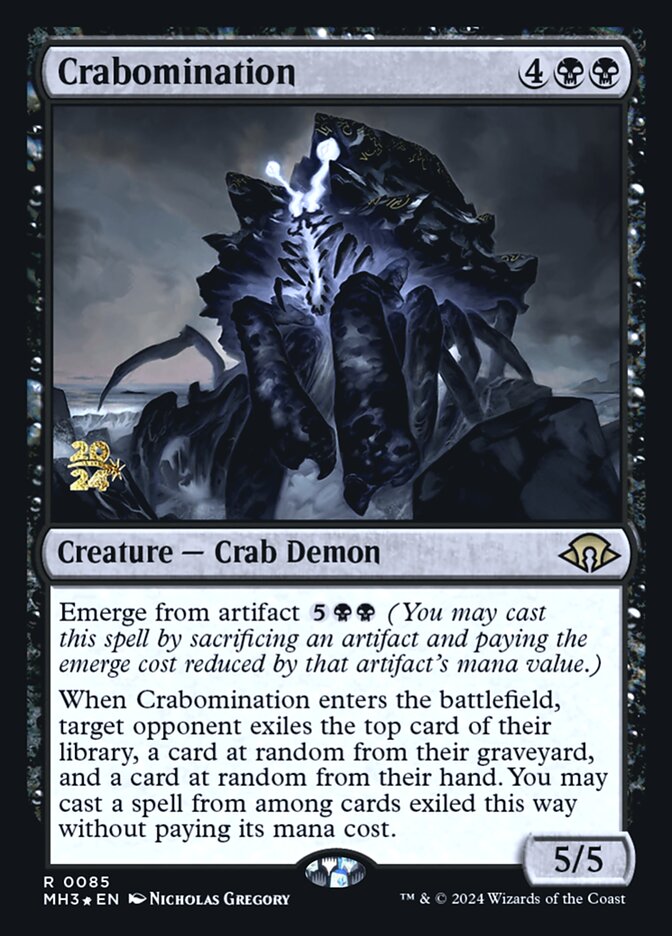 Crabomination 4
20
24
Creature — Crab Demon
Emerge from artifact 5 (You may cast
this spell by sacrificing an artifact and paying the
emerge cost reduced by that artifact's mana value.)
When Crabomination enters the battlefield,
target opponent exiles the top card of their
library, a card at random from their graveyard,
and a card at random from their hand. You may
cast a spell from among cards exiled this way
without paying its mana cost.
5/5
R 0085
MH3★EN Nicholas Gregory
™ & © 2024 Wizards of the Coast